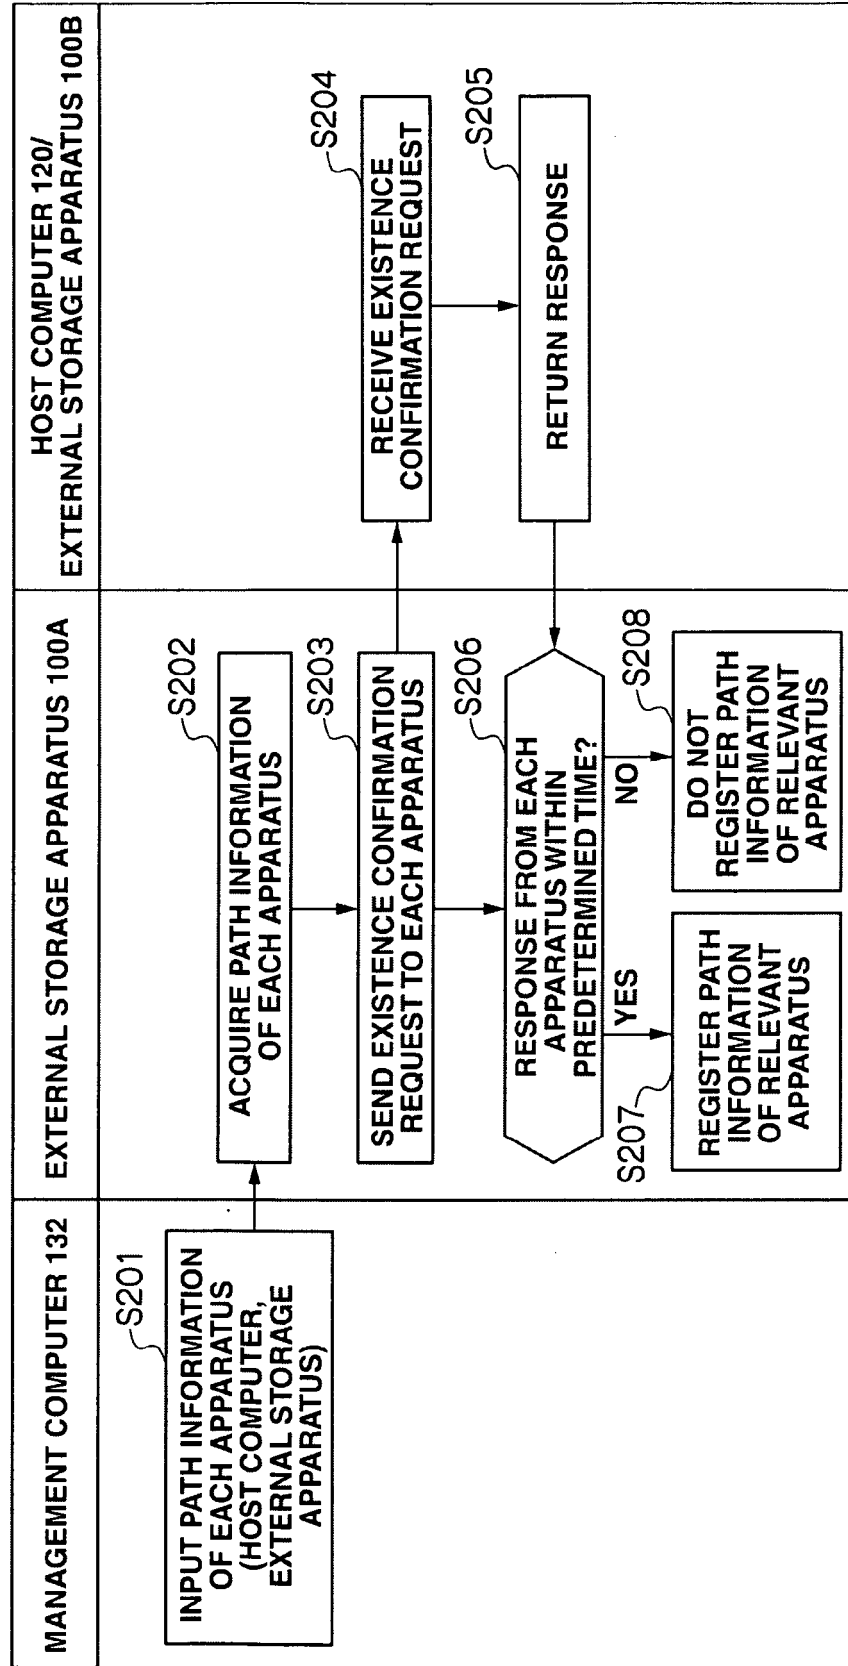 MANAGEMENT COMPUTER 132
EXTERNAL STORAGE APPARATUS 100A
HOST COMPUTER 120/
EXTERNAL STORAGE APPARATUS 100B
S201
INPUT PATH INFORMATION
OF EACH APPARATUS
(HOST COMPUTER,
EXTERNAL STORAGE
APPARATUS)
S202
ACQUIRE PATH INFORMATION
OF EACH APPARATUS
S203
SEND EXISTENCE CONFIRMATION
REQUEST TO EACH APPARATUS
S204
RECEIVE EXISTENCE
CONFIRMATION REQUEST
S205
RETURN RESPONSE
S206
RESPONSE FROM EACH
APPARATUS WITHIN
PREDETERMINED TIME?
YES
NO
S207
REGISTER PATH
INFORMATION
OF RELEVANT
APPARATUS
S208
DO NOT
REGISTER PATH
INFORMATION
OF RELEVANT
APPARATUS